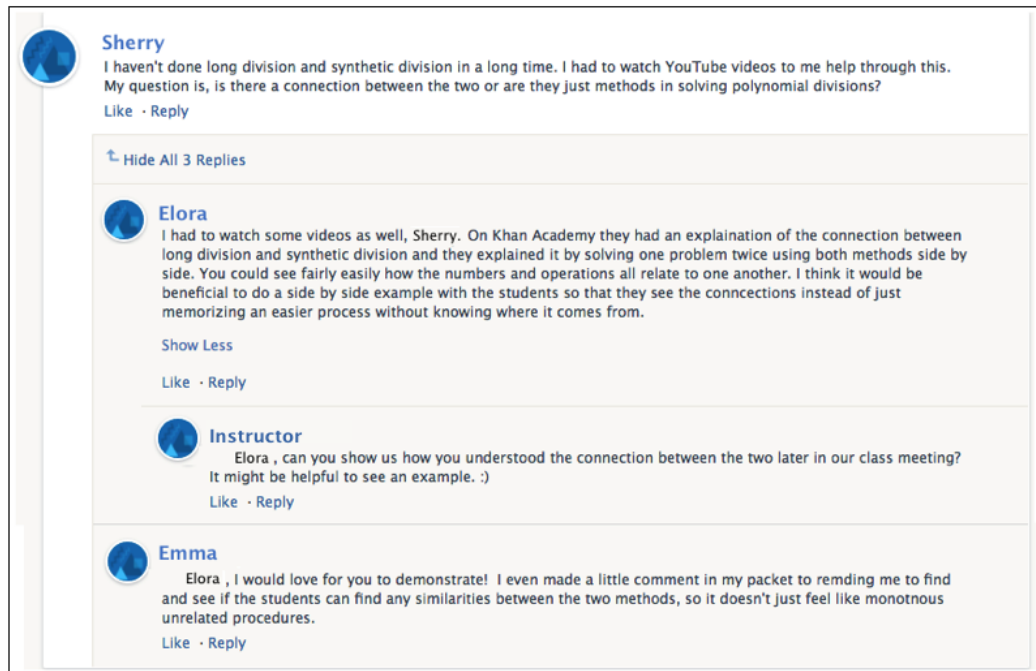 Sherry
I haven't done long division and synthetic division in a long time. I had to watch YouTube videos to me help through this.
My question is, is there a connection between the two or are they just methods in solving polynomial divisions?
Like · Reply
Hide All 3 Replies
Elora
I had to watch some videos as well, Sherry. On Khan Academy they had an explaination of the connection between
long division and synthetic division and they explained it by solving one problem twice using both methods side by
side. You could see fairly easily how the numbers and operations all relate to one another. I think it would be
beneficial to do a side by side example with the students so that they see the conncections instead of just
memorizing an easier process without knowing where it comes from.
Show Less
Like · Reply
Instructor
Elora , can you show us how you understood the connection between the two later in our class meeting?
It might be helpful to see an example. :)
Like · Reply
Emma
Elora , I would love for you to demonstrate! I even made a little comment in my packet to remding me to find
and see if the students can find any similarities between the two methods, so it doesn't just feel like monotnous
unrelated procedures.
Like · Reply